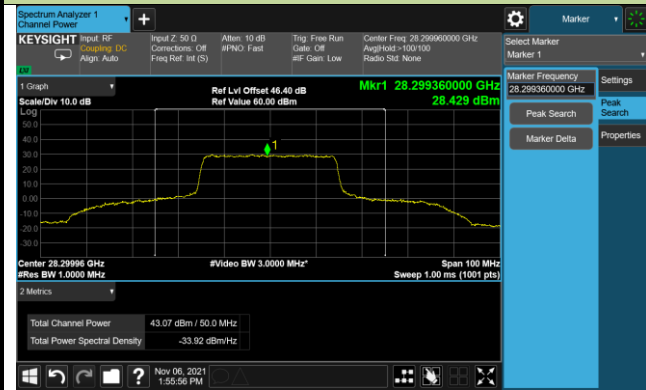 Spectrum Analyzer 1
Channel Power
+
Marker
KEYSIGHT Input: RF
Coupling: DC
Align: Auto
Input Z: 50 Ω
Corrections: Off
Freq Ref: Int (S)
Atten: 10 dB
#PNO: Fast
Trig: Free Run
Gate: Off
#IF Gain: Low
Center Freq: 28.299960000 GHz
Avg|Hold:>100/100
Radio Std: None
Select Marker
Marker 1
1 Graph
Scale/Div 10.0 dB
Ref Lvl Offset 46.40 dB
Ref Value 60.00 dBm
Mkr1 28.299360000 GHz
28.429 dBm
Marker Frequency
28.299360000 GHz
Settings
Peak Search
Peak
Search
Marker Delta
Properties
Log
50.0
40.0
30.0
20.0
10.0
0.00
-10.0
-20.0
-30.0
1
Center 28.29996 GHz
#Res BW 1.0000 MHz
#Video BW 3.0000 MHz*
Span 100 MHz
Sweep 1.00 ms (1001 pts)
2 Metrics
Total Channel Power 43.07 dBm / 50.0 MHz
Total Power Spectral Density -33.92 dBm/Hz
?
Nov 06, 2021
1:55:56 PM